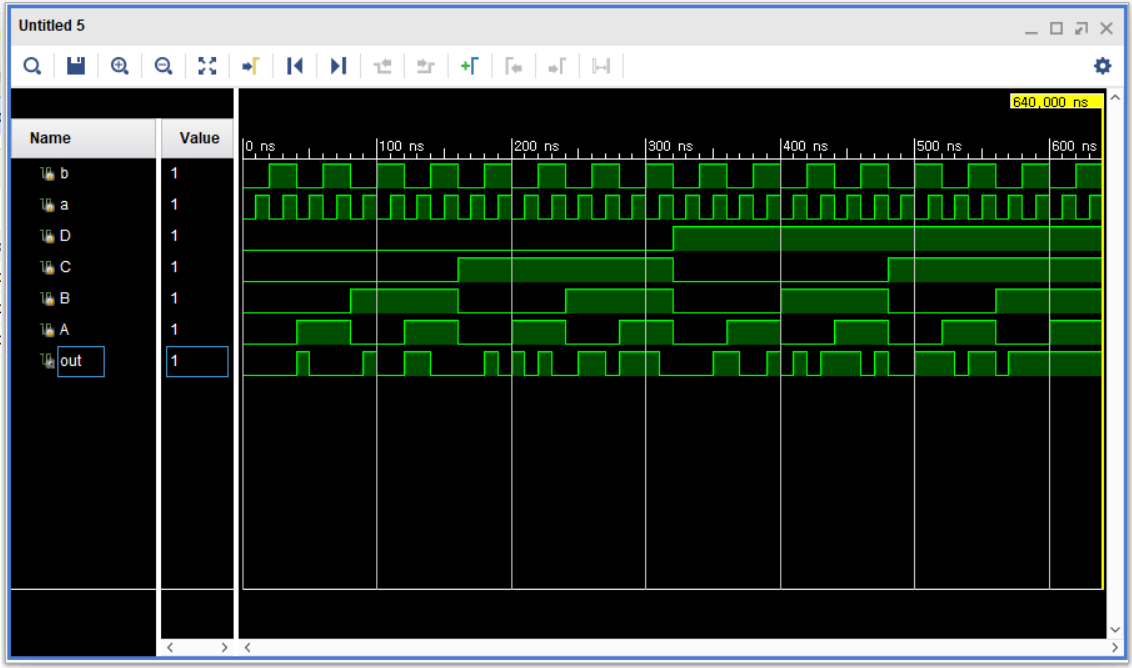 Untitled 5
640,000 ns
Name Value
0 ns 100 ns 200 ns 300 ns 400 ns 500 ns 600 ns
b 1
a 1
D 1
C 1
B 1
A 1
out 1